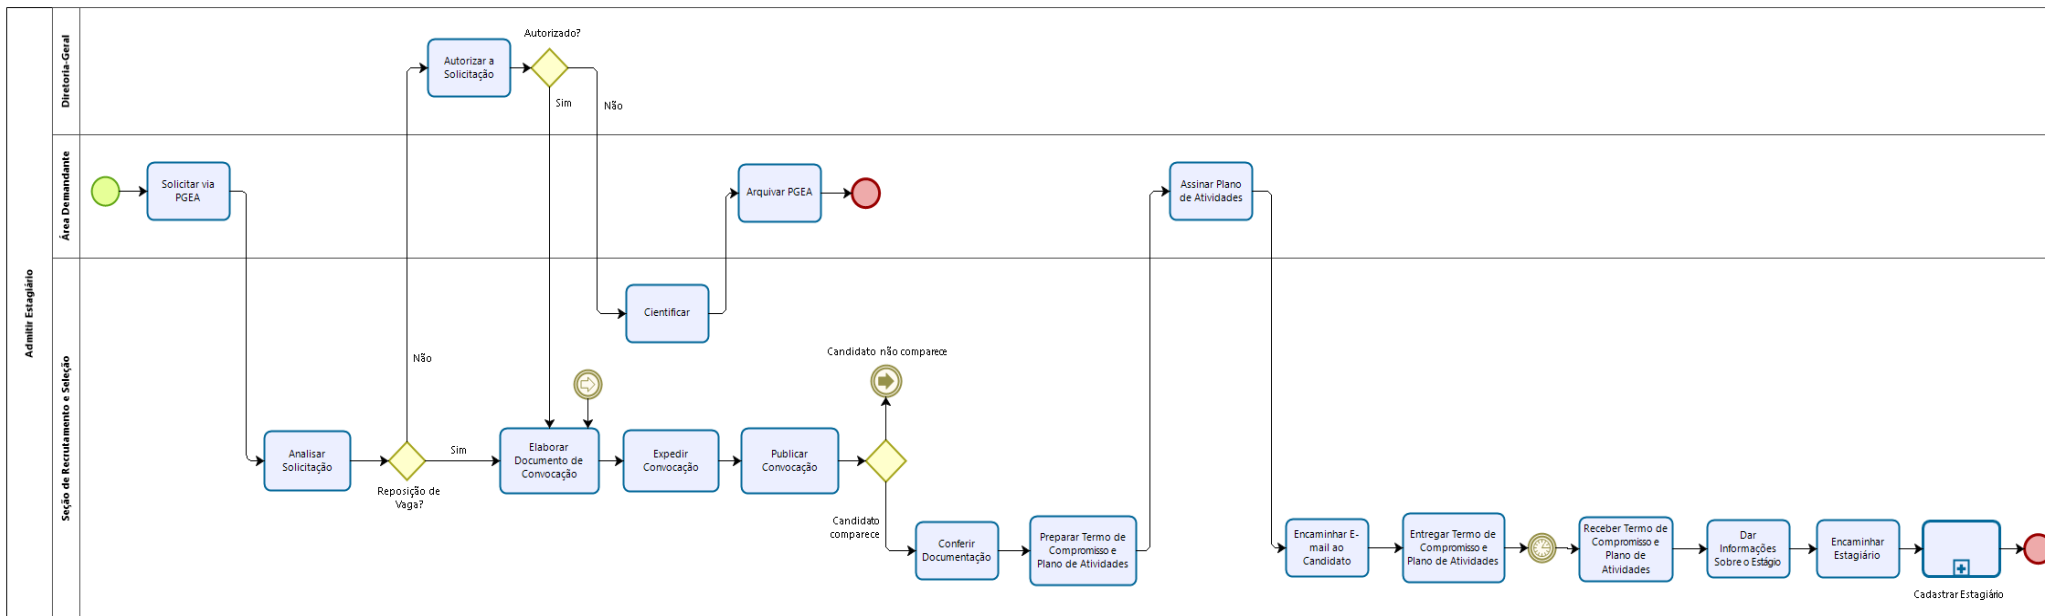 Admitir Estagiário
Diretoria-Geral
Autorizar a
Solicitação
Autorizado?
Sim
Não
Área Demandante
Solicitar via
PGEA
Arquivar PGEA
Assinar Plano
de Atividades
Seção de Recrutamento e Seleção
Cientificar
Não
Analisar
Solicitação
Sim
Reposição de
Vaga?
Elaborar
Documento de
Convocação
Expedir
Convocação
Publicar
Convocação
Candidato não comparece
Candidato
comparece
Conferir
Documentação
Preparar Termo de
Compromisso e
Plano de Atividades
Encaminhar E-
mail ao
Candidato
Entregar Termo de
Compromisso e
Plano de Atividades
Receber Termo de
Compromisso e
Plano de
Atividades
Dar
Informações
Sobre o Estágio
Encaminhar
Estagiário
Cadastrar Estagiário